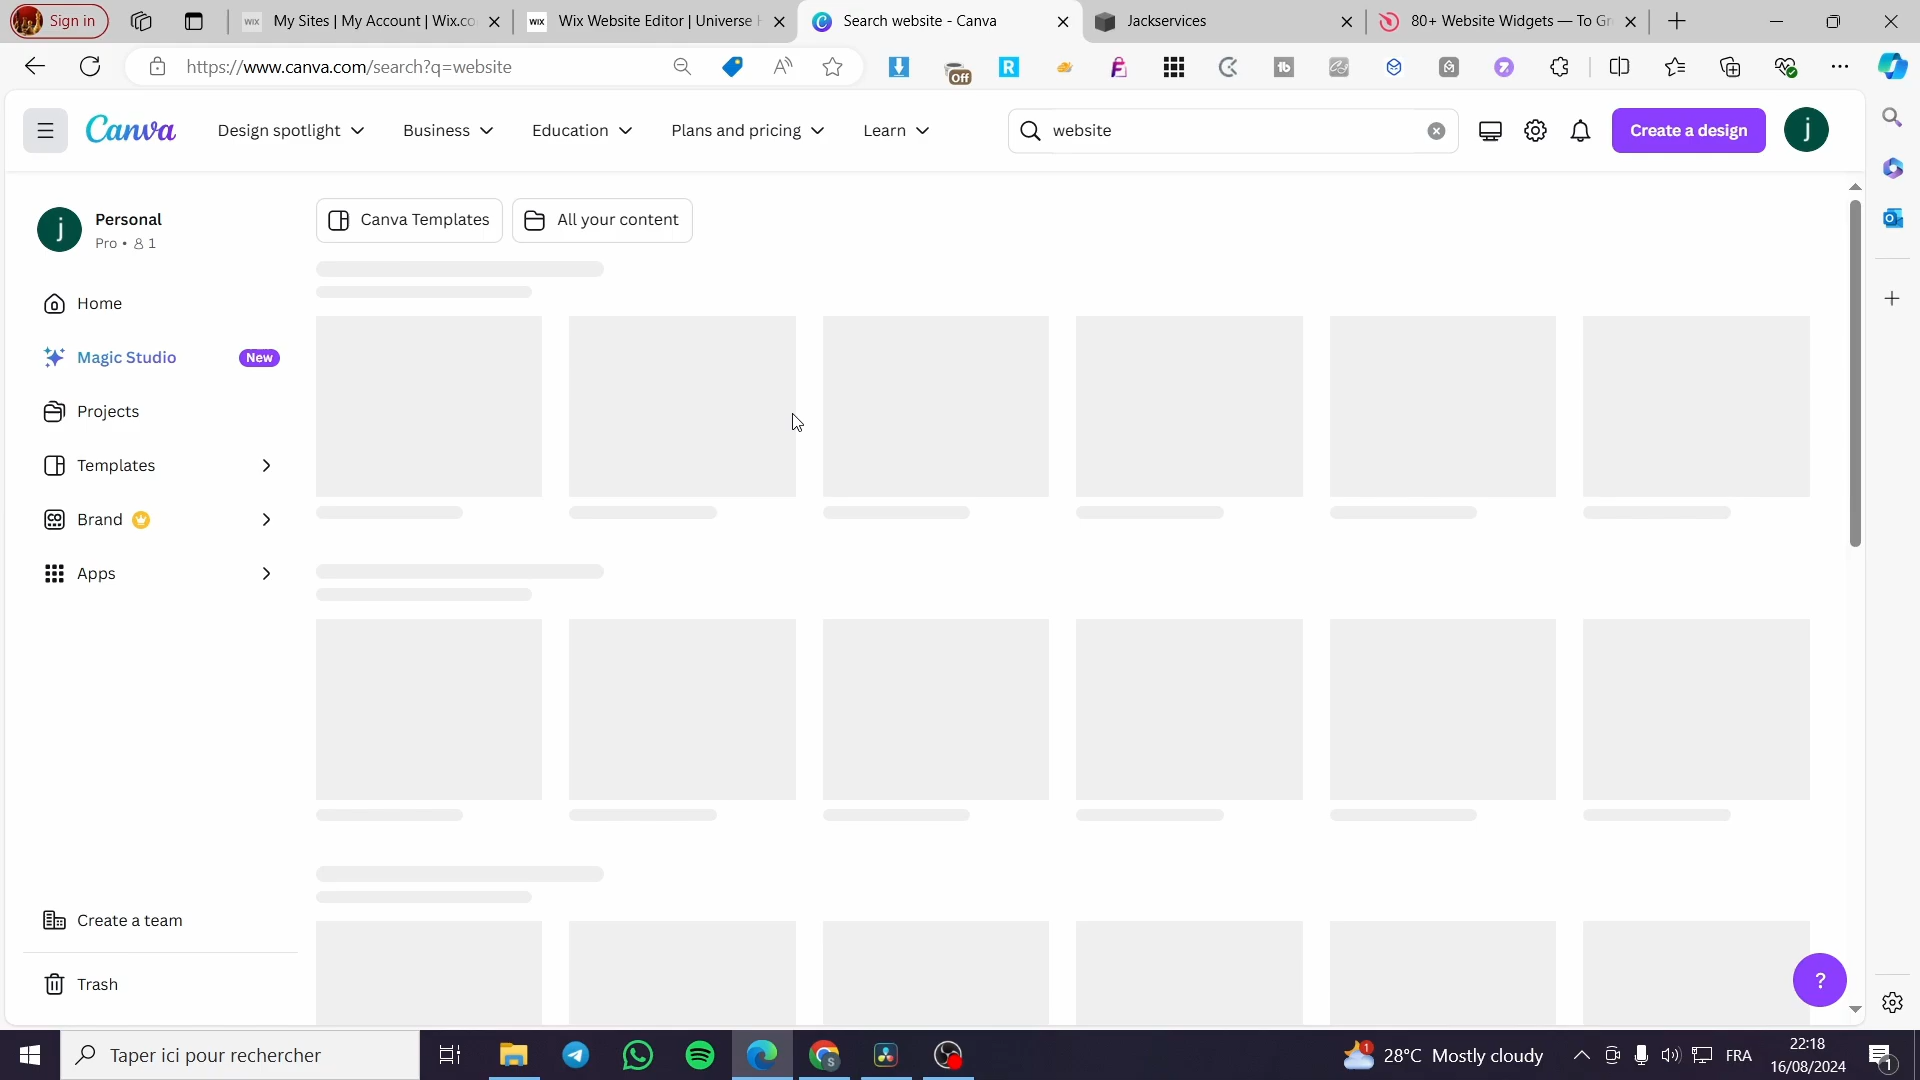 Sign in
WIX My Sites | My Account | Wix.co
WIX Wix Website Editor | Universe
Search website - Canva
Jackservices
80+ Website Widgets — To Gr
https://www.canva.com/search?q=website
Off
Canva
Design spotlight
Business
Education
Plans and pricing
Learn
website
Create a design
j
j
Personal
Pro • 1
Canva Templates
All your content
Home
Magic Studio
New
Projects
Templates
Brand
Apps
Create a team
Trash
?
Taper ici pour rechercher
28°C Mostly cloudy
FRA
22:18
16/08/2024
1